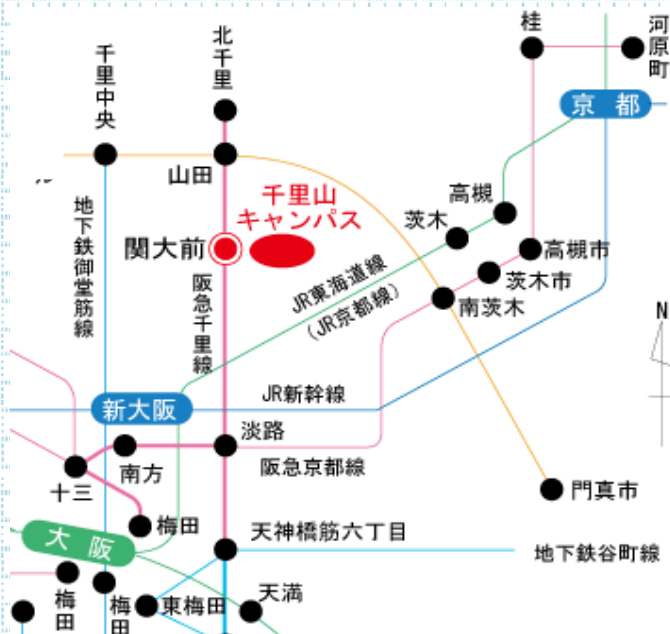 北千里
千里中央
桂
河原町
京都
山田
千里山
キャンパス
高槻
茨木
関大前
高槻市
茨木市
南茨木
地下鉄御堂筋線
阪急千里線
JR東海道線
(JR京都線)
N
JR新幹線
新大阪
淡路
南方
阪急京都線
十三
門真市
梅田
天神橋筋六丁目
大阪
地下鉄谷町線
梅田
梅田
東梅田
天満